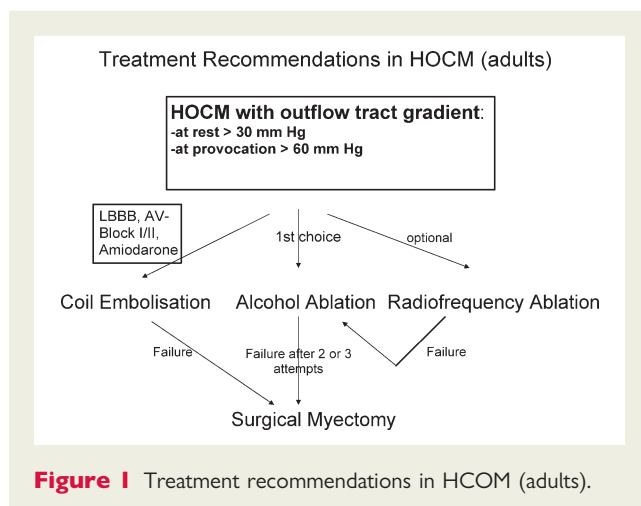 Treatment Recommendations in HOCM (adults)
HOCM with outflow tract gradient:
-at rest > 30 mm Hg
-at provocation > 60 mm Hg
LBBB, AV-
Block I/II,
Amiodarone
1st choice
optional
Coil Embolisation
Alcohol Ablation
Radiofrequency Ablation
Failure
Failure after 2 or 3
attempts
Failure
Surgical Myectomy
Figure 1 Treatment recommendations in HCOM (adults).